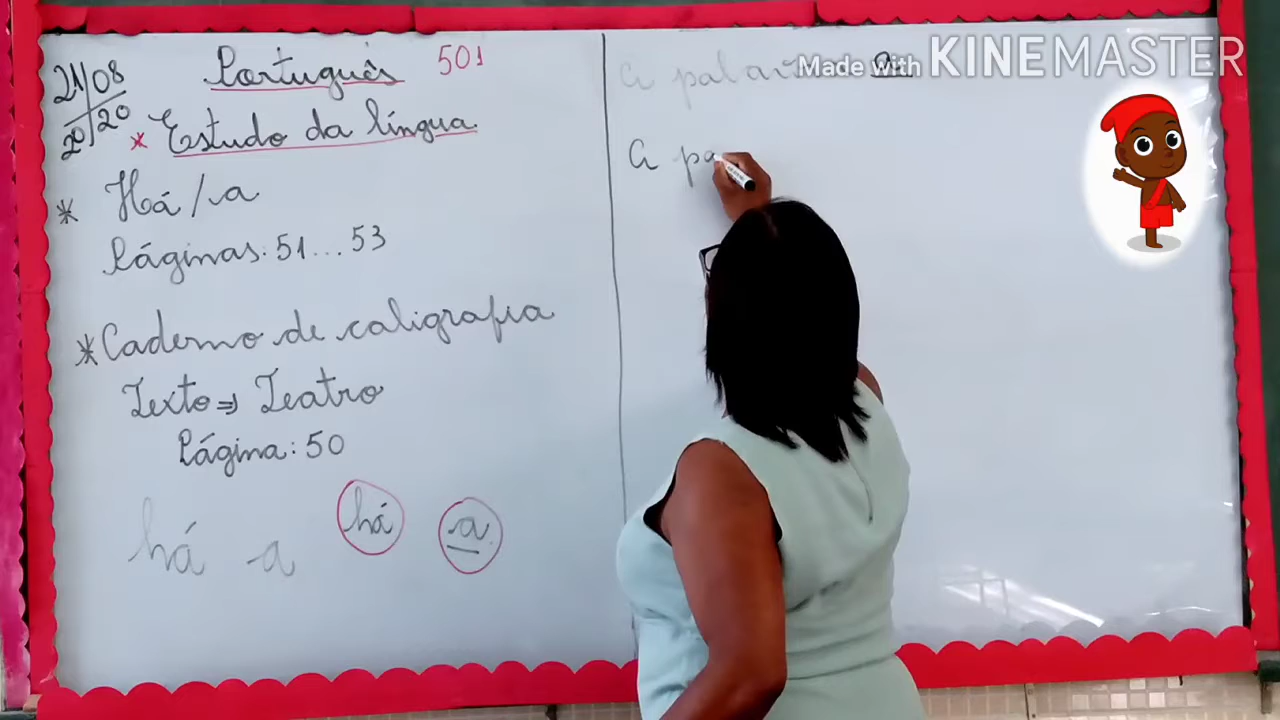 21/08
2020
Português 501
* Estudo da língua.
* Há/a
Páginas: 51...53
* Caderno de caligrafia
Texto => Teatro
Página: 50
há a há a.
A palavra
A pa
Made with KINEMASTER